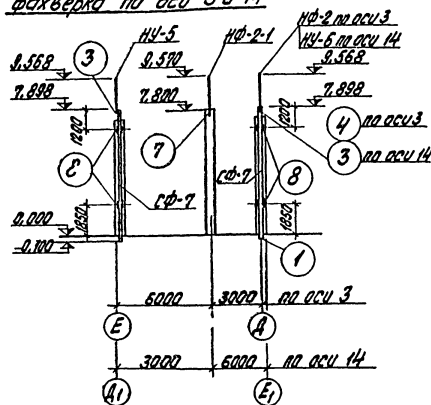 фахверка по оси 3 и 14
НУ-5
НФ-2-1
НФ-2 по оси 3
НУ-6 по оси 14
9.568
3
9.570
9.568
7.898
7.800
7.898
1200
1200
7
4
по оси 3
3
по оси 14
8
8
СФ-7
СФ-7
1850
1850
0.000
-0.100
1
6000
3000
по оси 3
Е
Д
3000
6000
по оси 14
Д1
Е1